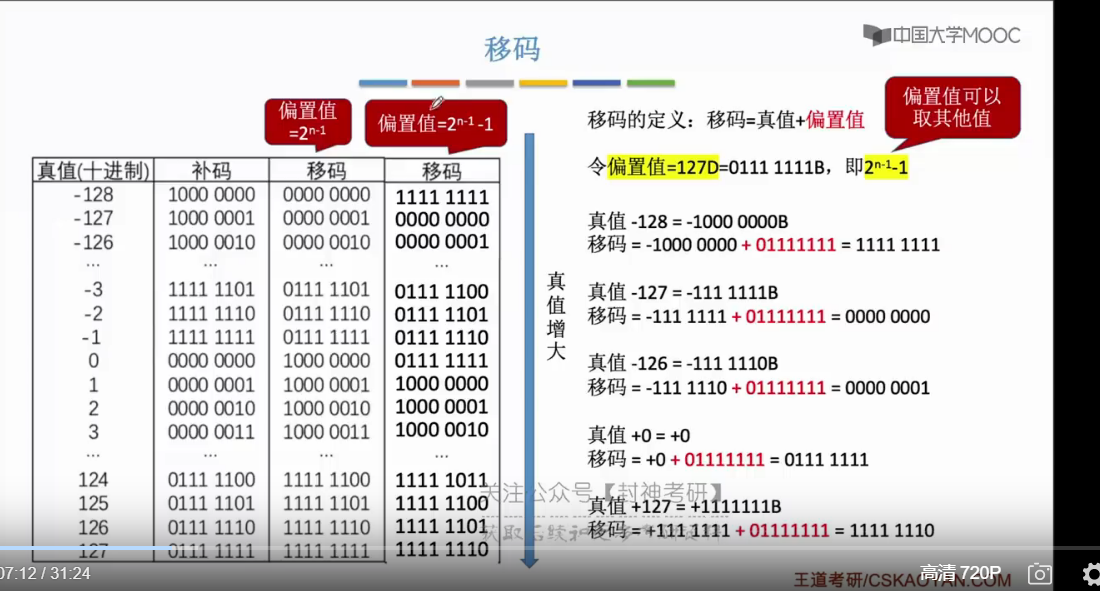 移码
中国大学MOOC
偏置值
=2ⁿ⁻¹
偏置值=2ⁿ⁻¹-1
偏置值可以
取其他值
真值(十进制) 补码 移码 移码
-128 1000 0000 0000 0000 1111 1111
-127 1000 0001 0000 0001 0000 0000
-126 1000 0010 0000 0010 0000 0001
... ... ... ...
-3 1111 1101 0111 1101 0111 1100
-2 1111 1110 0111 1110 0111 1101
-1 1111 1111 0111 1111 0111 1110
0 0000 0000 1000 0000 0111 1111
1 0000 0001 1000 0001 1000 0000
2 0000 0010 1000 0010 1000 0001
3 0000 0011 1000 0011 1000 0010
... ... ... ...
124 0111 1100 1111 1100 1111 1011
125 0111 1101 1111 1101 1111 1100
126 0111 1110 1111 1110 1111 1101
127 0111 1111 1111 1111 1111 1110
真值增大
移码的定义：移码=真值+偏置值
令偏置值=127D=0111 1111B，即2ⁿ⁻¹-1
真值 -128 = -1000 0000B
移码 = -1000 0000 + 01111111 = 1111 1111
真值 -127 = -111 1111B
移码 = -111 1111 + 01111111 = 0000 0000
真值 -126 = -111 1110B
移码 = -111 1110 + 01111111 = 0000 0001
真值 +0 = +0
移码 = +0 + 01111111 = 0111 1111
关注公众号【封神考研】
真值 +127 = +1111111B
移码 = +111 1111 + 01111111 = 1111 1110
07:12 / 31:24
高清 720P
王道考研/CSKAOYAN.COM